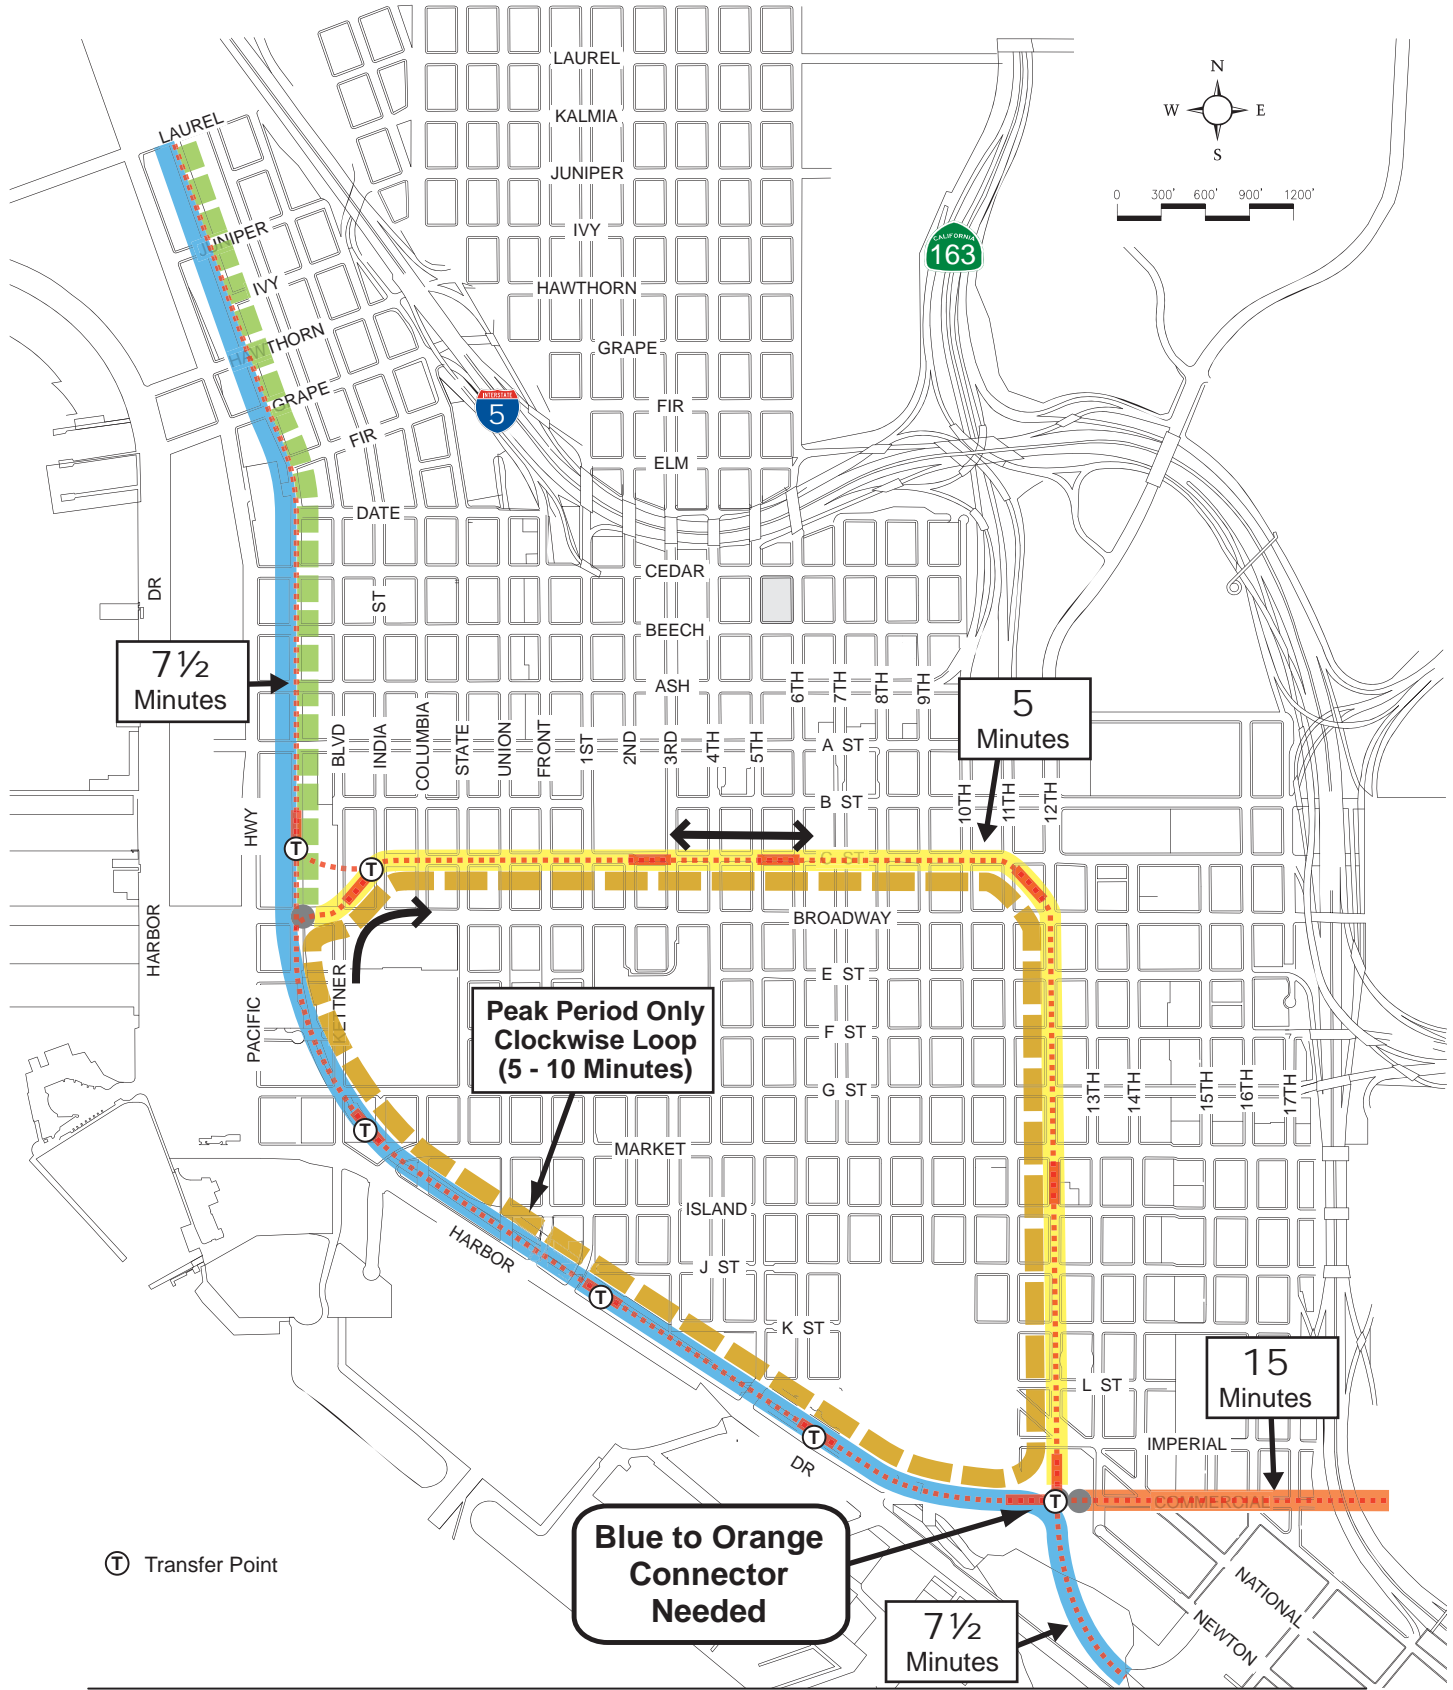 LAUREL
KALMIA
JUNIPER
IVY
HAWTHORN
GRAPE
FIR
ELM
CEDAR
BEECH
ASH
N
W E
S
0 300' 600' 900' 1200'
CALIFORNIA
163
INTERSTATE
5
LAUREL
JUNIPER
IVY
HAWTHORN
GRAPE
FIR
DATE
ST
DR
7½
Minutes
HWY
HARBOR
PACIFIC
KETTNER
BLVD
INDIA
COLUMBIA
STATE
UNION
FRONT
1ST
2ND
3RD
4TH
5TH
6TH
7TH
8TH
9TH
10TH
11TH
12TH
5
Minutes
A ST
B ST
C ST
BROADWAY
E ST
F ST
G ST
MARKET
ISLAND
J ST
K ST
L ST
IMPERIAL
COMMERCIAL
13TH
14TH
15TH
16TH
17TH
T
T
T
T
T
T
Peak Period Only
Clockwise Loop
(5 - 10 Minutes)
HARBOR
DR
15
Minutes
Blue to Orange
Connector
Needed
7½
Minutes
NATIONAL
NEWTON
T Transfer Point